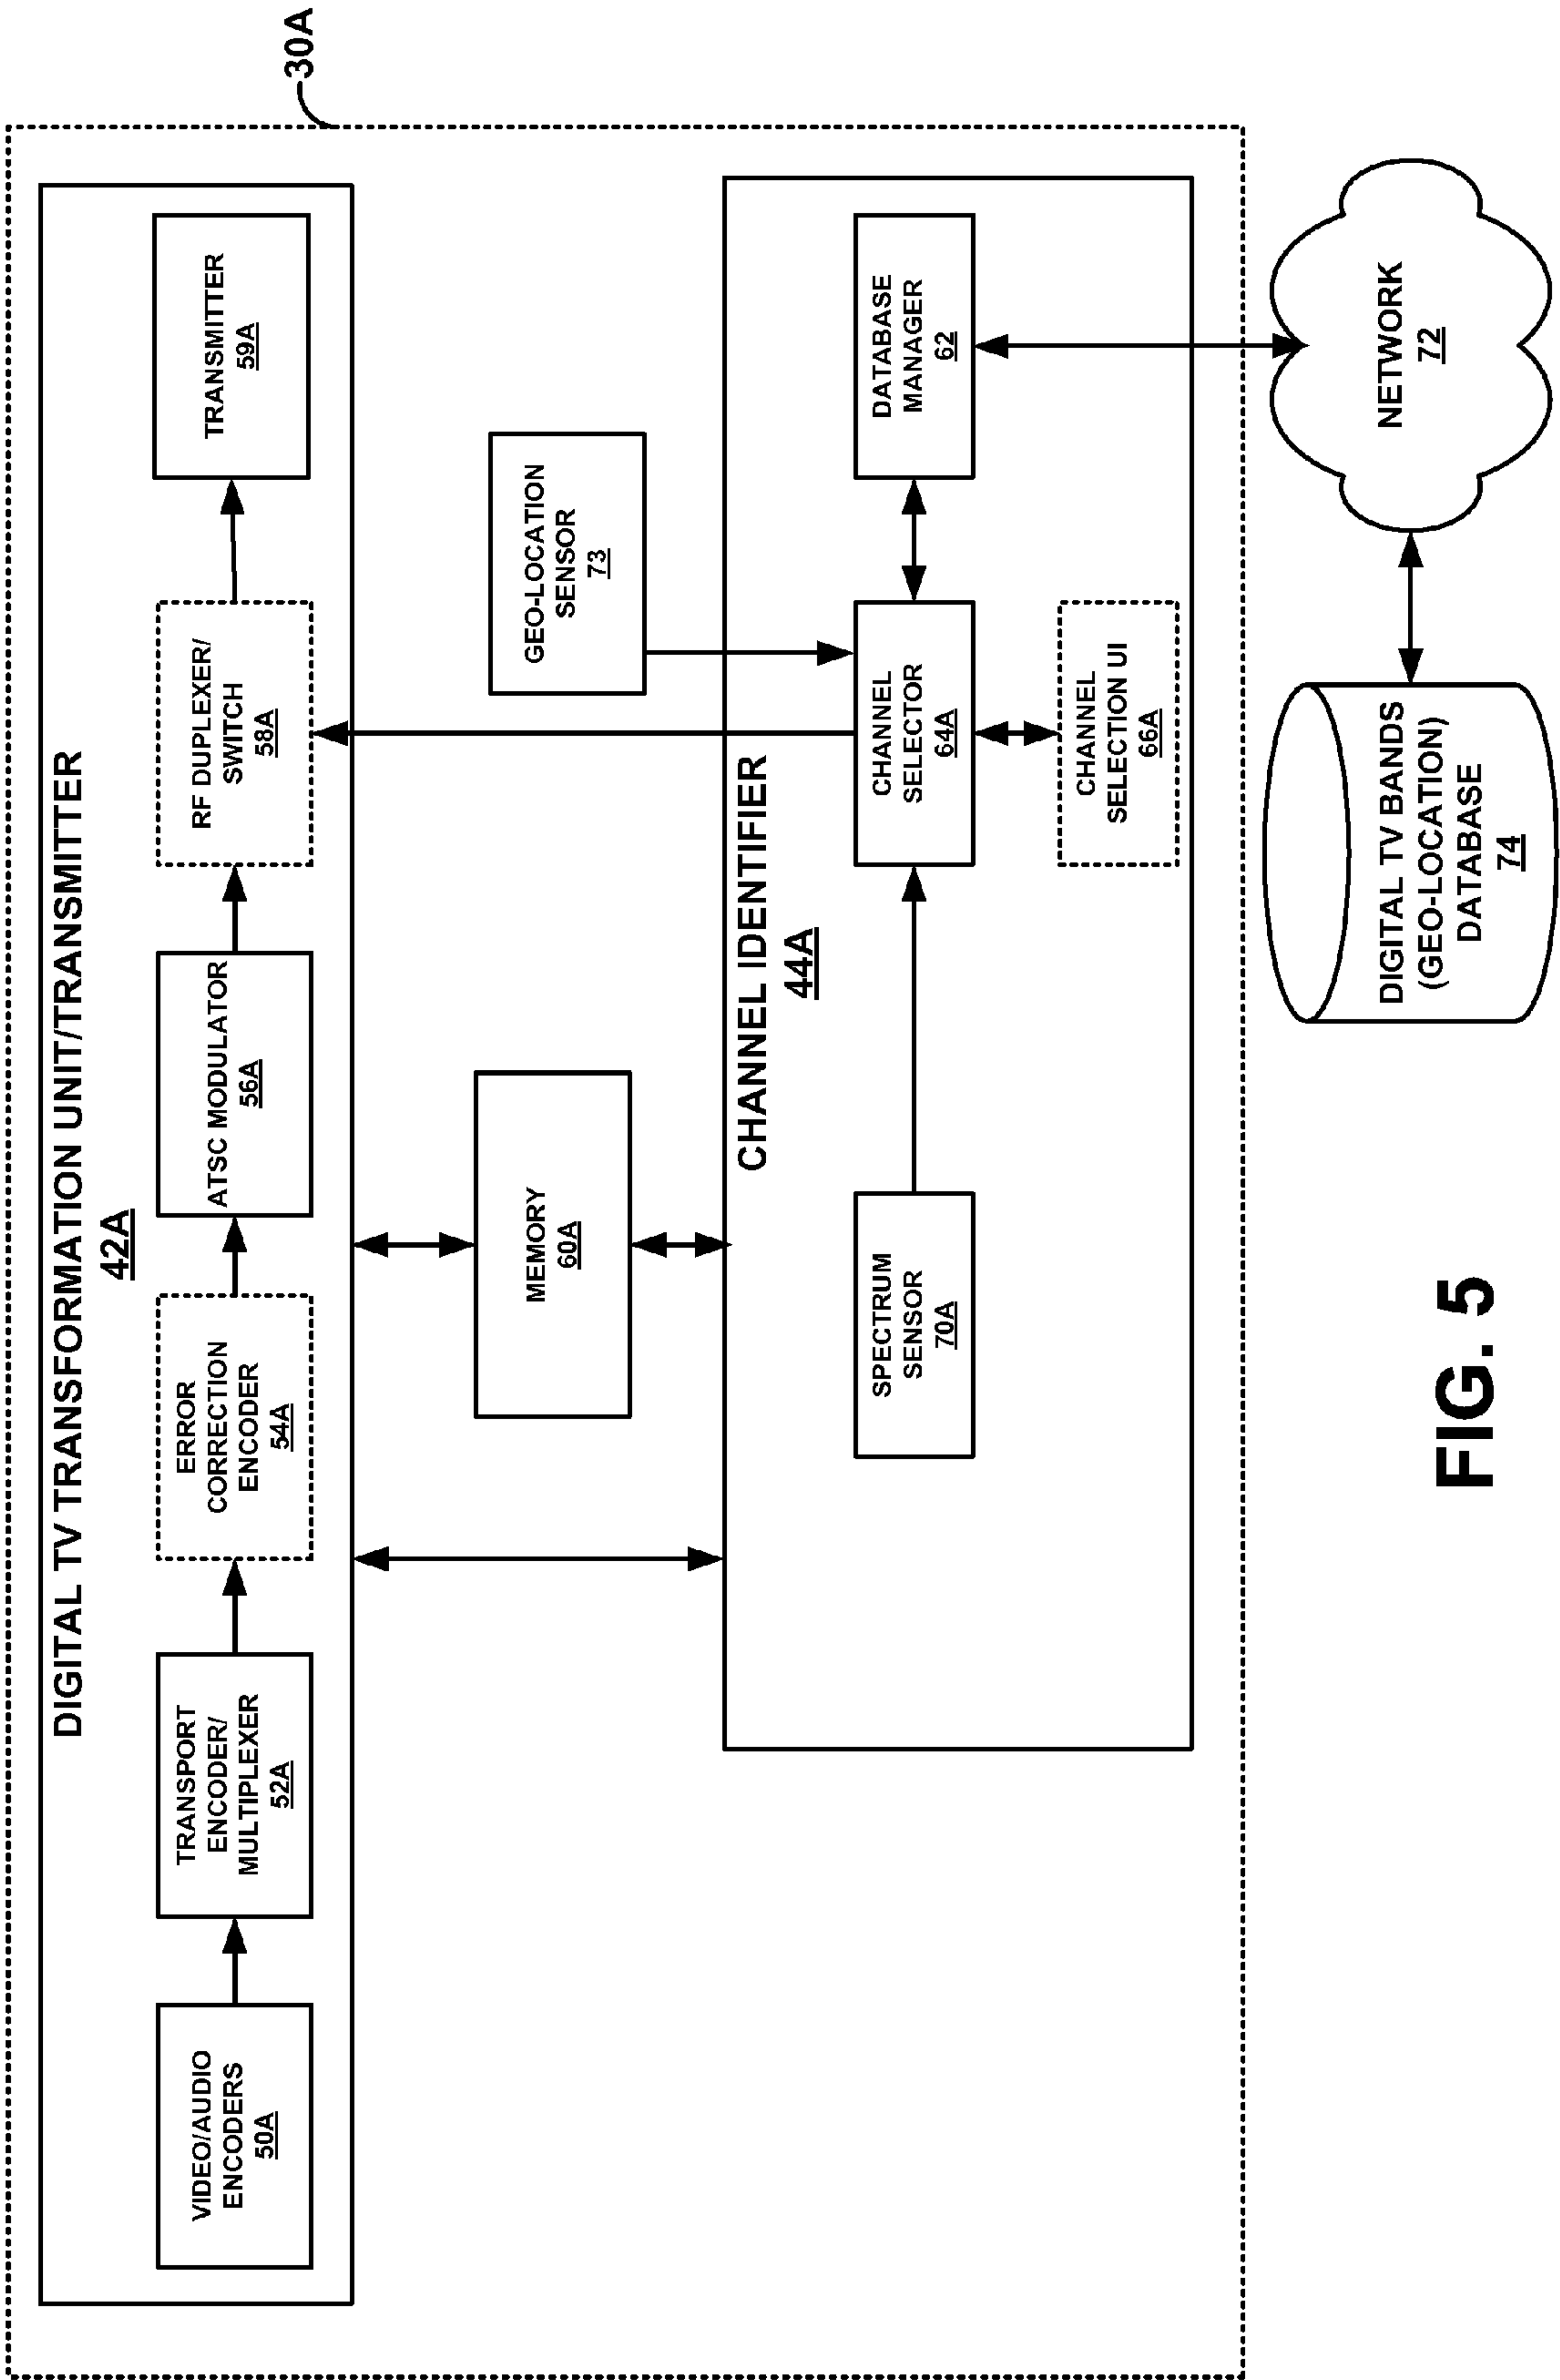 30A
DIGITAL TV TRANSFORMATION UNIT/TRANSMITTER
42A
VIDEO/AUDIO
ENCODERS
50A
TRANSPORT
ENCODER/
MULTIPLEXER
52A
ERROR
CORRECTION
ENCODER
54A
ATSC MODULATOR
56A
RF DUPLEXER/
SWITCH
58A
TRANSMITTER
59A
MEMORY
60A
GEO-LOCATION
SENSOR
73
CHANNEL IDENTIFIER
44A
SPECTRUM
SENSOR
70A
CHANNEL
SELECTOR
64A
DATABASE
MANAGER
62
CHANNEL
SELECTION UI
66A
DIGITAL TV BANDS
(GEO-LOCATION)
DATABASE
74
NETWORK
72
FIG. 5